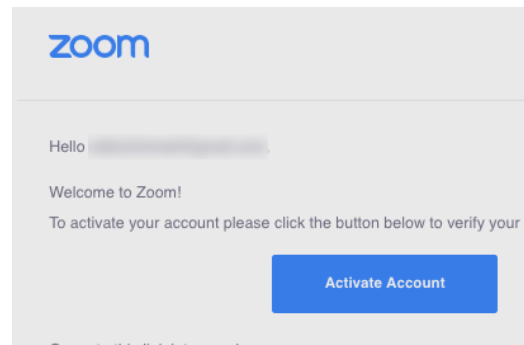 zoom
Hello
Welcome to Zoom!
To activate your account please click the button below to verify your
Activate Account